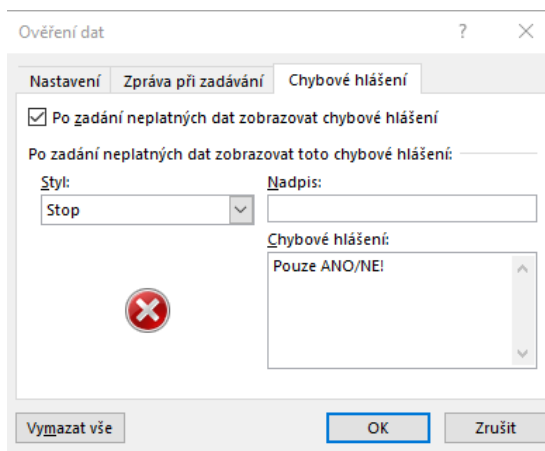 Ověření dat
?
Nastavení Zpráva při zadávání Chybové hlášení
Po zadání neplatných dat zobrazovat chybové hlášení
Po zadání neplatných dat zobrazovat toto chybové hlášení:
Styl: Nadpis:
Stop
Chybové hlášení:
Pouze ANO/NE!
Vymazat vše OK Zrušit